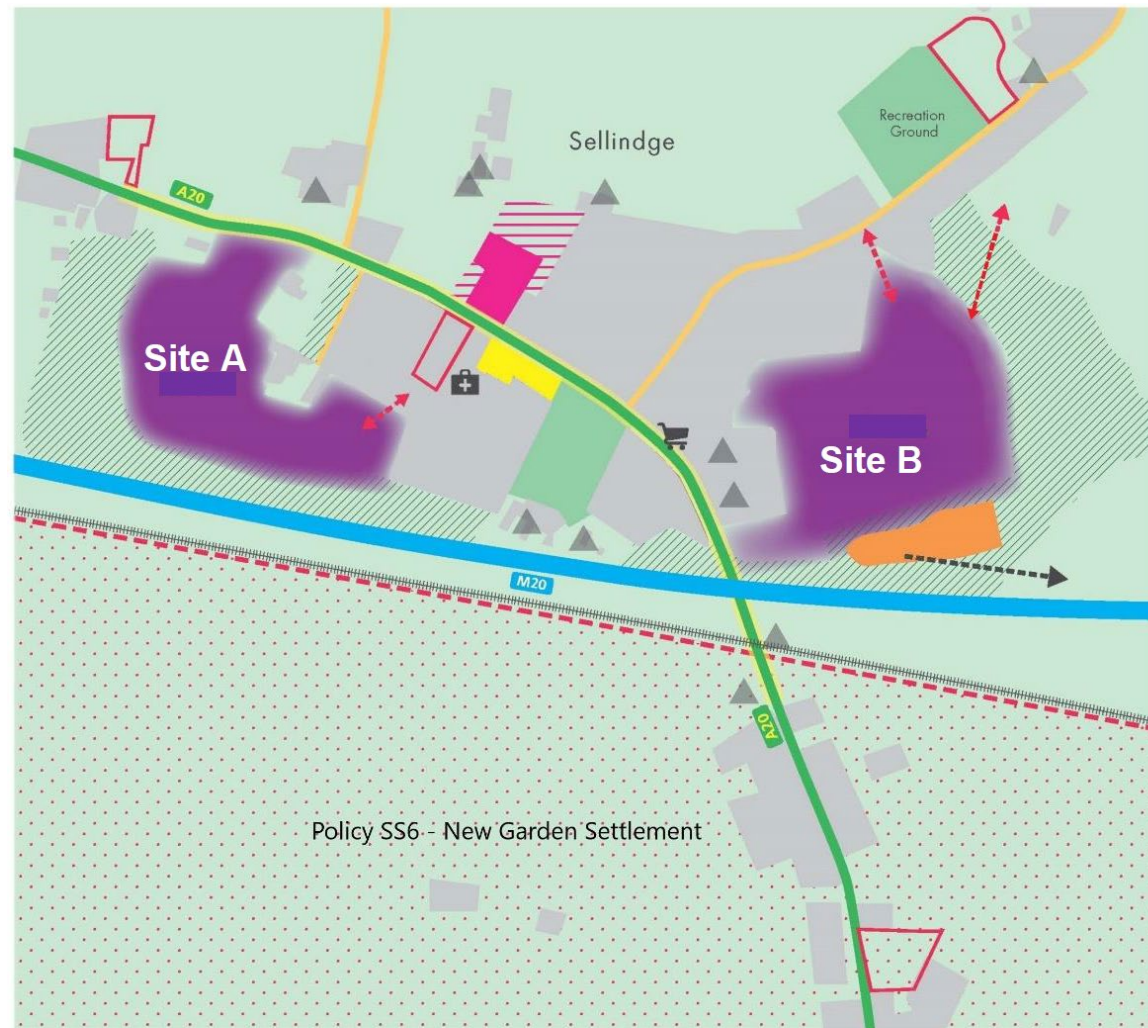 Recreation
Ground
Sellindge
A20
Site A
Site B
M20
A20
Policy SS6 - New Garden Settlement